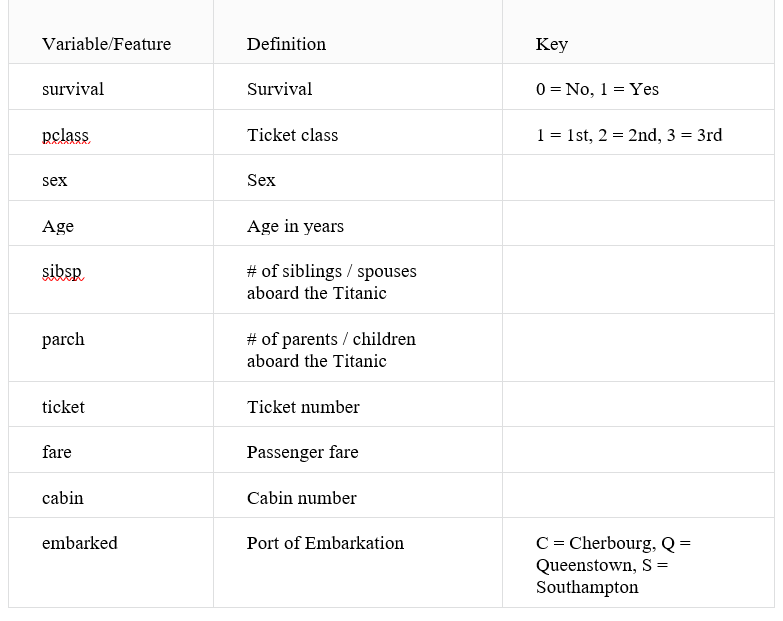 Variable/Feature Definition Key
survival Survival 0 = No, 1 = Yes
pclass Ticket class 1 = 1st, 2 = 2nd, 3 = 3rd
sex Sex
Age Age in years
sibsp # of siblings / spouses
aboard the Titanic
parch # of parents / children
aboard the Titanic
ticket Ticket number
fare Passenger fare
cabin Cabin number
embarked Port of Embarkation C = Cherbourg, Q =
Queenstown, S =
Southampton